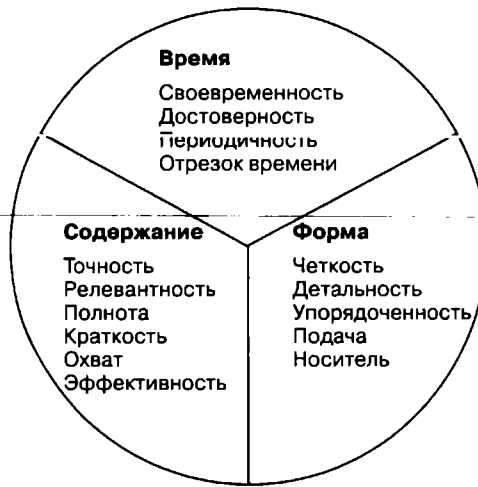 Время
Своевременность
Достоверность
Периодичность
Отрезок времени
Содержание
Точность
Релевантность
Полнота
Краткость
Охват
Эффективность
Форма
Четкость
Детальность
Упорядоченность
Подача
Носитель